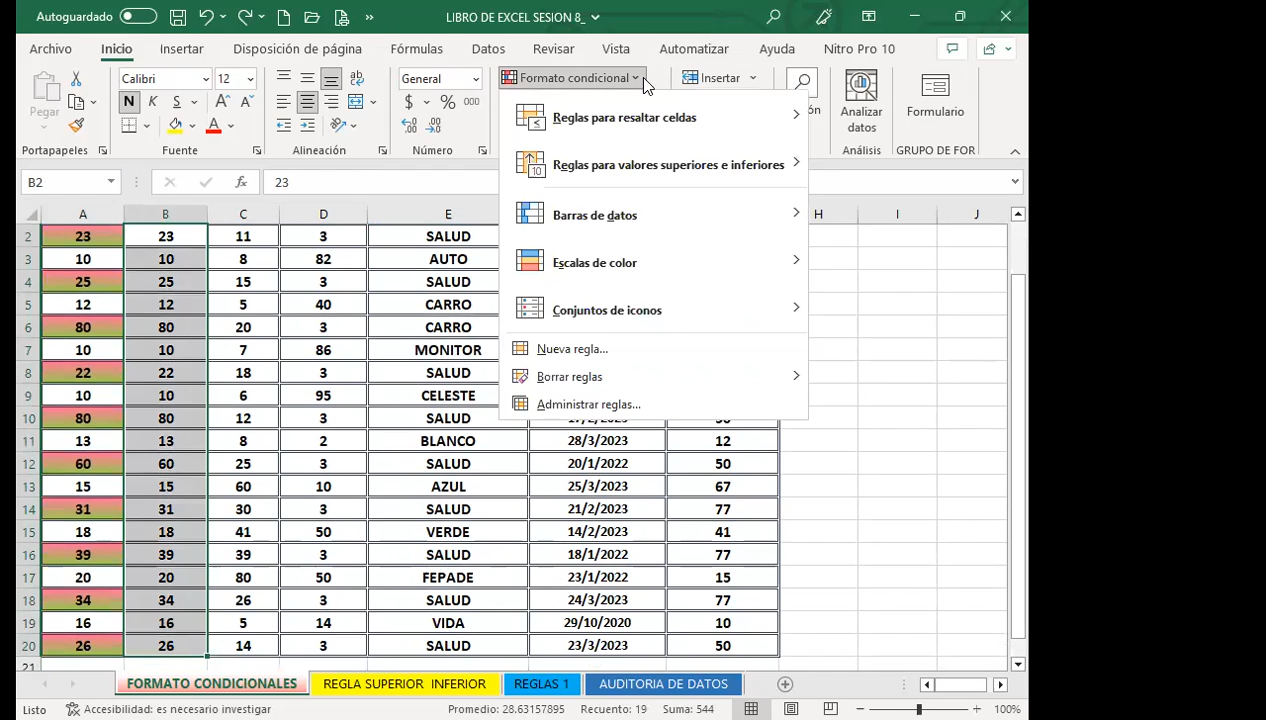 Autoguardado
LIBRO DE EXCEL SESION 8_
Archivo Inicio Insertar Disposición de página Fórmulas Datos Revisar Vista Automatizar Ayuda Nitro Pro 10
Pegar
Portapapeles
Calibri 12
N K S
Fuente
Alineación
General
$ % 000
Número
Formato condicional
Insertar
Analizar datos
Análisis
Formulario
GRUPO DE FOR
Reglas para resaltar celdas
Reglas para valores superiores e inferiores
Barras de datos
Escalas de color
Conjuntos de iconos
Nueva regla...
Borrar reglas
Administrar reglas...
B2 fx 23
A B C D E H I J
2 23 23 11 3 SALUD
3 10 10 8 82 AUTO
4 25 25 15 3 SALUD
5 12 12 5 40 CARRO
6 80 80 20 3 CARRO
7 10 10 7 86 MONITOR
8 22 22 18 3 SALUD
9 10 10 6 95 CELESTE
10 80 80 12 3 SALUD
11 13 13 8 2 BLANCO 28/3/2023 12
12 60 60 25 3 SALUD 20/1/2022 50
13 15 15 60 10 AZUL 25/3/2023 67
14 31 31 30 3 SALUD 21/2/2023 77
15 18 18 41 50 VERDE 14/2/2023 41
16 39 39 39 3 SALUD 18/1/2022 77
17 20 20 80 50 FEPADE 23/1/2022 15
18 34 34 26 3 SALUD 24/3/2023 77
19 16 16 5 14 VIDA 29/10/2020 10
20 26 26 14 3 SALUD 23/3/2023 50
21
FORMATO CONDICIONALES REGLA SUPERIOR INFERIOR REGLAS 1 AUDITORIA DE DATOS
Listo Accesibilidad: es necesario investigar Promedio: 28.63157895 Recuento: 19 Suma: 544 100%